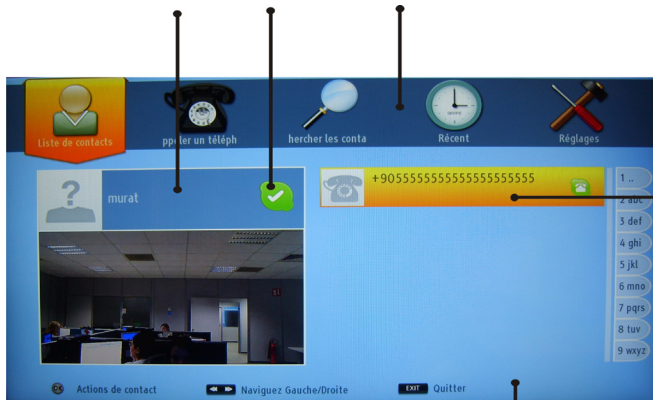 Liste de contacts
ppeler un téléph
hercher les conta
Récent
Réglages
murat
+905555555555555555555
1 ..
2 abc
3 def
4 ghi
5 jkl
6 mno
7 pqrs
8 tuv
9 wxyz
OK Actions de contact
Naviguez Gauche/Droite
EXIT Quitter